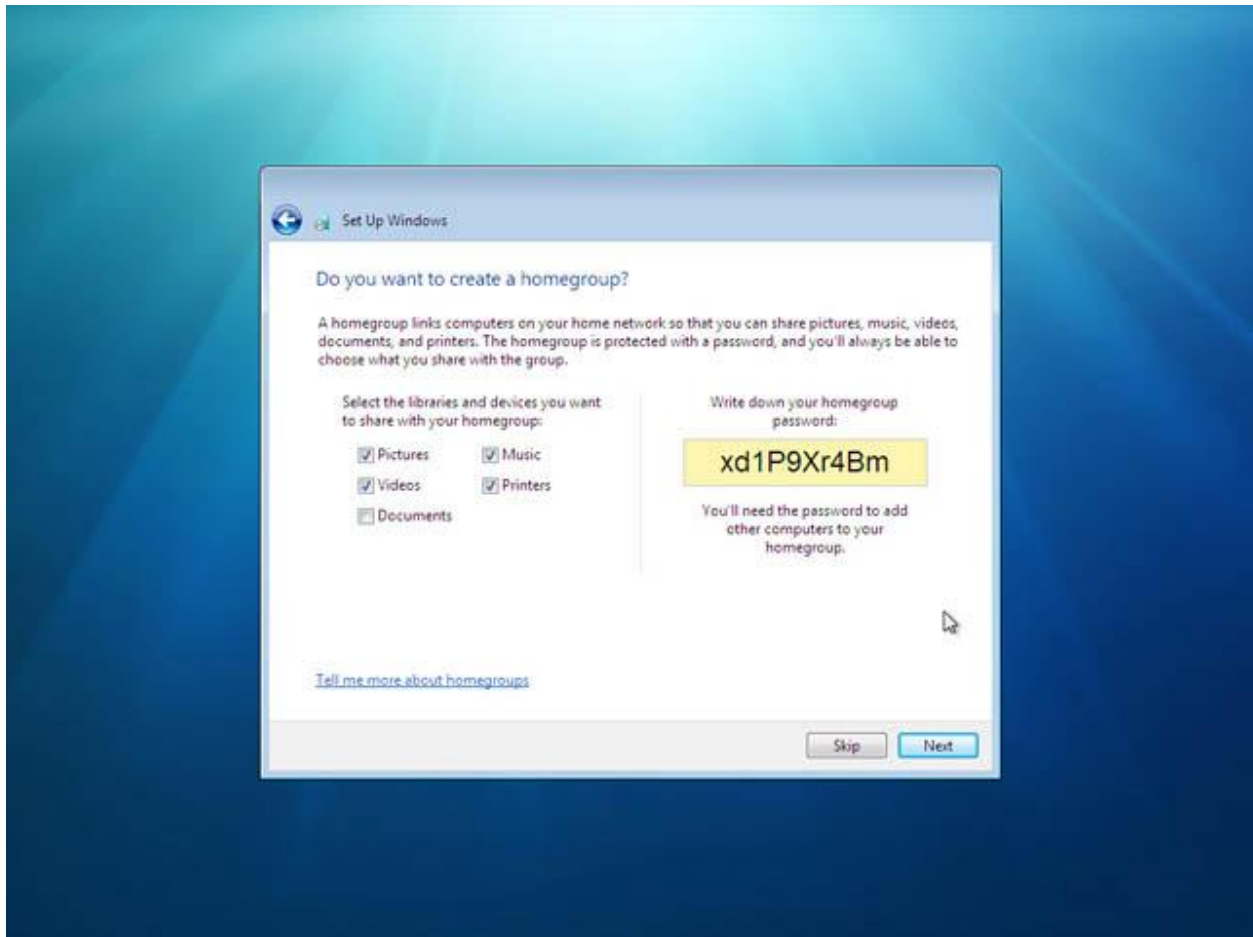 Set Up Windows
Do you want to create a homegroup?
A homegroup links computers on your home network so that you can share pictures, music, videos,
documents, and printers. The homegroup is protected with a password, and you'll always be able to
choose what you share with the group.
Select the libraries and devices you want
to share with your homegroup:
Pictures
Music
Videos
Printers
Documents
Write down your homegroup
password:
xd1P9Xr4Bm
You'll need the password to add
other computers to your
homegroup.
Tell me more about homegroups
Skip
Next